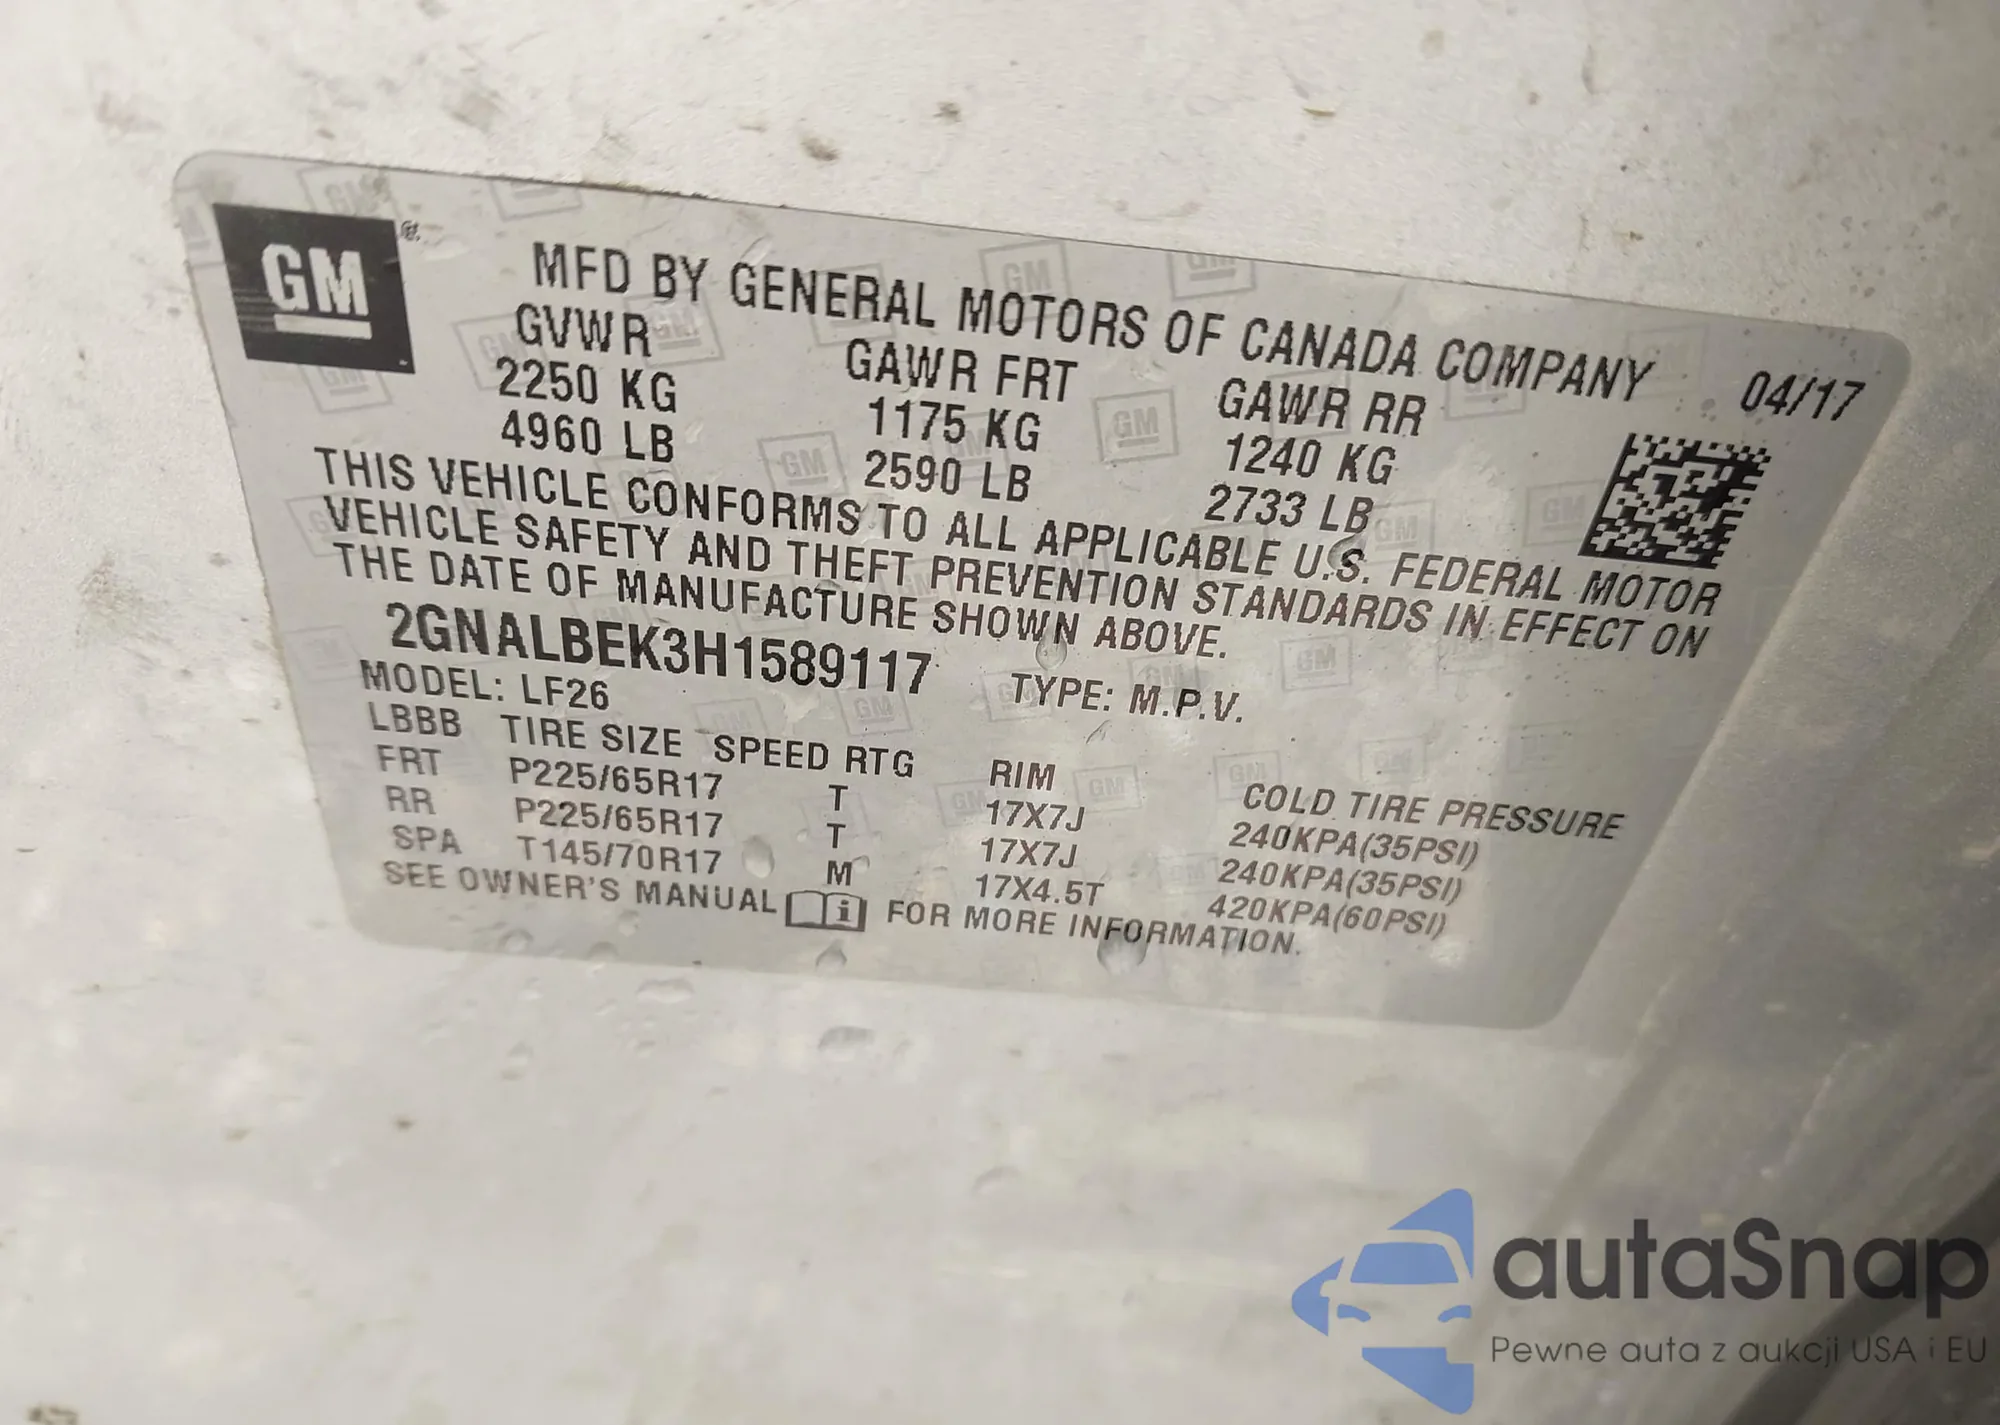 GM
MFD BY GENERAL MOTORS OF CANADA COMPANY 04/17
GVWR GAWR FRT GAWR RR
2250 KG 1175 KG 1240 KG
4960 LB 2590 LB 2733 LB
THIS VEHICLE CONFORMS TO ALL APPLICABLE U.S. FEDERAL MOTOR
VEHICLE SAFETY AND THEFT PREVENTION STANDARDS IN EFFECT ON
THE DATE OF MANUFACTURE SHOWN ABOVE.
2GNALBEK3H1589117 TYPE: M.P.V.
MODEL: LF26
LBBB TIRE SIZE SPEED RTG RIM COLD TIRE PRESSURE
FRT P225/65R17 T 17X7J 240KPA(35PSI)
RR P225/65R17 T 17X7J 240KPA(35PSI)
SPA T145/70R17 M 17X4.5T 420KPA(60PSI)
SEE OWNER'S MANUAL i FOR MORE INFORMATION.
autaSnap
Pewne auta z aukcji USA i EU